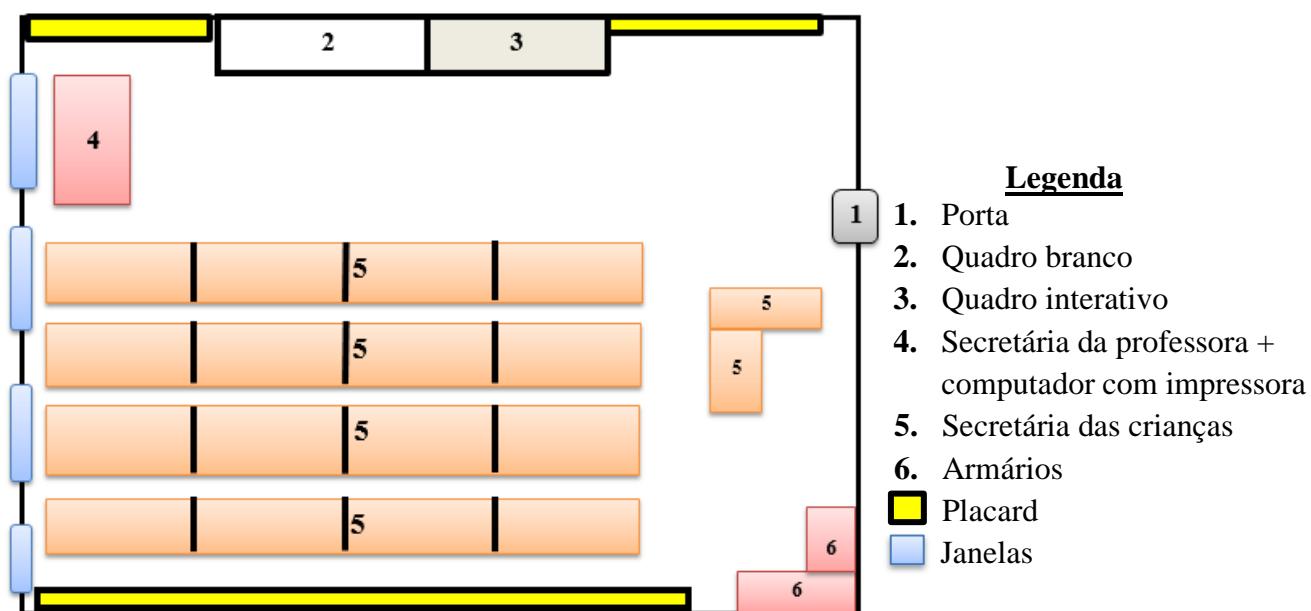 2
3
4
1
5
5
5
5
5
5
6
6
Legenda
1. Porta
2. Quadro branco
3. Quadro interativo
4. Secretária da professora +
computador com impressora
5. Secretária das crianças
6. Armários
Placard
Janelas